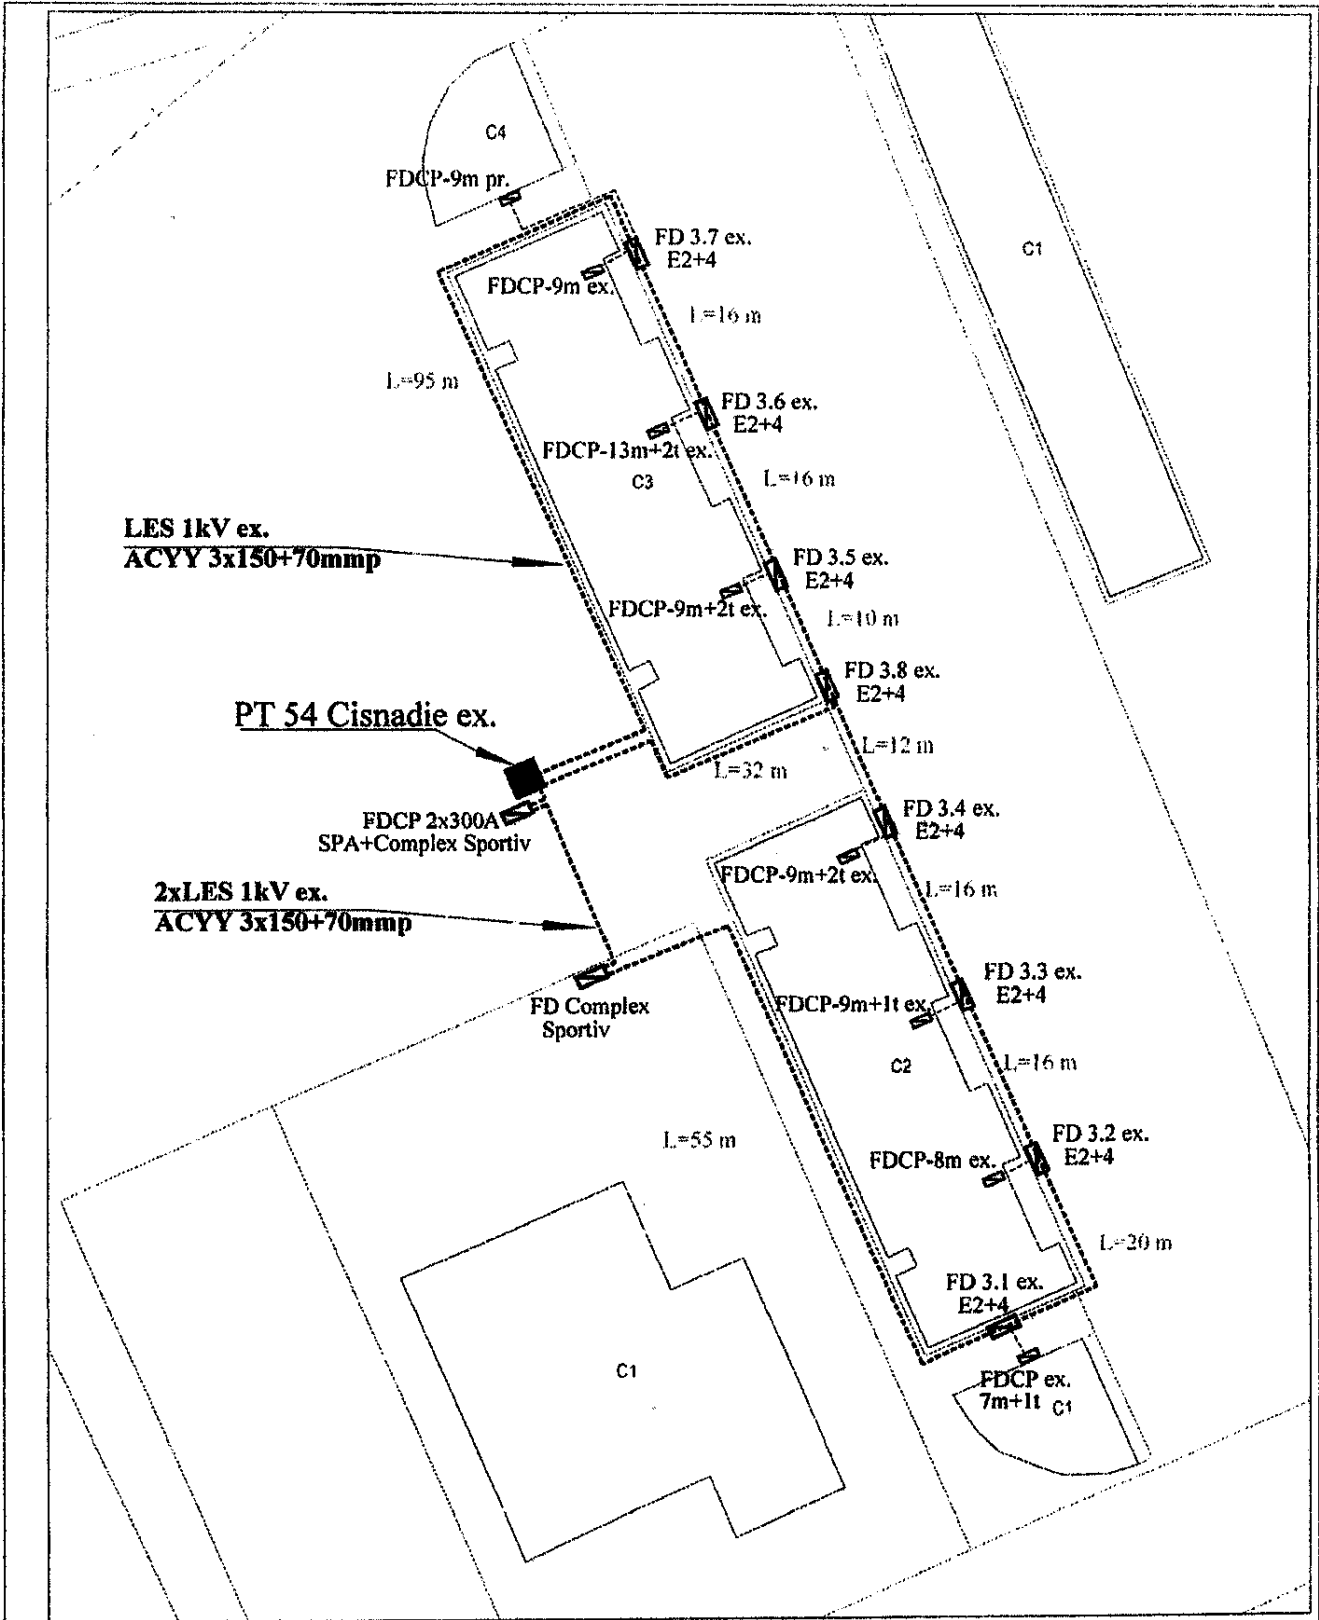 C4
FDCP-9m pr.
FD 3.7 ex.
E2+4
C1
FDCP-9m ex.
L=16 m
L=95 m
FD 3.6 ex.
E2+4
FDCP-13m+2t ex.
C3
L=16 m
LES 1kV ex.
ACYY 3x150+70mmp
FD 3.5 ex.
E2+4
FDCP-9m+2t ex.
L=10 m
FD 3.8 ex.
E2+4
PT 54 Cisnadie ex.
L=12 m
L=32 m
FDCP 2x300A
SPA+Complex Sportiv
FD 3.4 ex.
E2+4
FDCP-9m+2t ex.
2xLES 1kV ex.
ACYY 3x150+70mmp
L=16 m
FD 3.3 ex.
E2+4
FD Complex
Sportiv
FDCP-9m+1t ex.
C2
L=16 m
L=55 m
FD 3.2 ex.
E2+4
FDCP-8m ex.
L=20 m
FD 3.1 ex.
E2+4
C1
FDCP ex.
7m+1t
C1